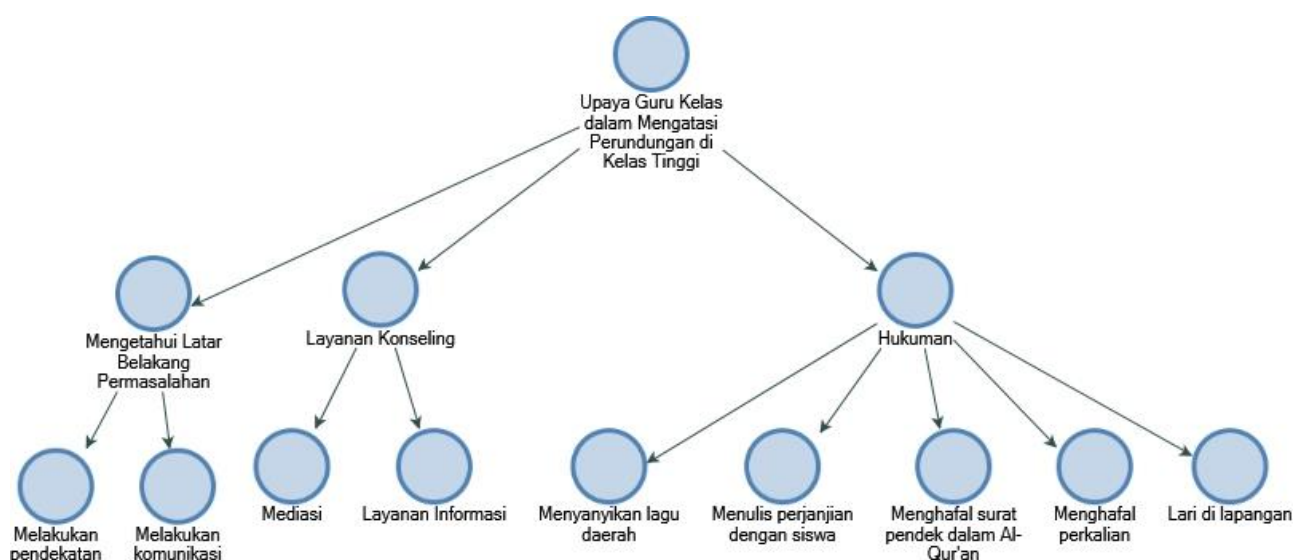 Upaya Guru Kelas
dalam Mengatasi
Perundungan di
Kelas Tinggi
Mengetahui Latar
Belakang
Permasalahan
Layanan Konseling
Hukuman
Melakukan
pendekatan
Melakukan
komunikasi
Mediasi
Layanan Informasi
Menyanyikan lagu
daerah
Menulis perjanjian
dengan siswa
Menghafal surat
pendek dalam Al-
Qur'an
Menghafal
perkalian
Lari di lapangan